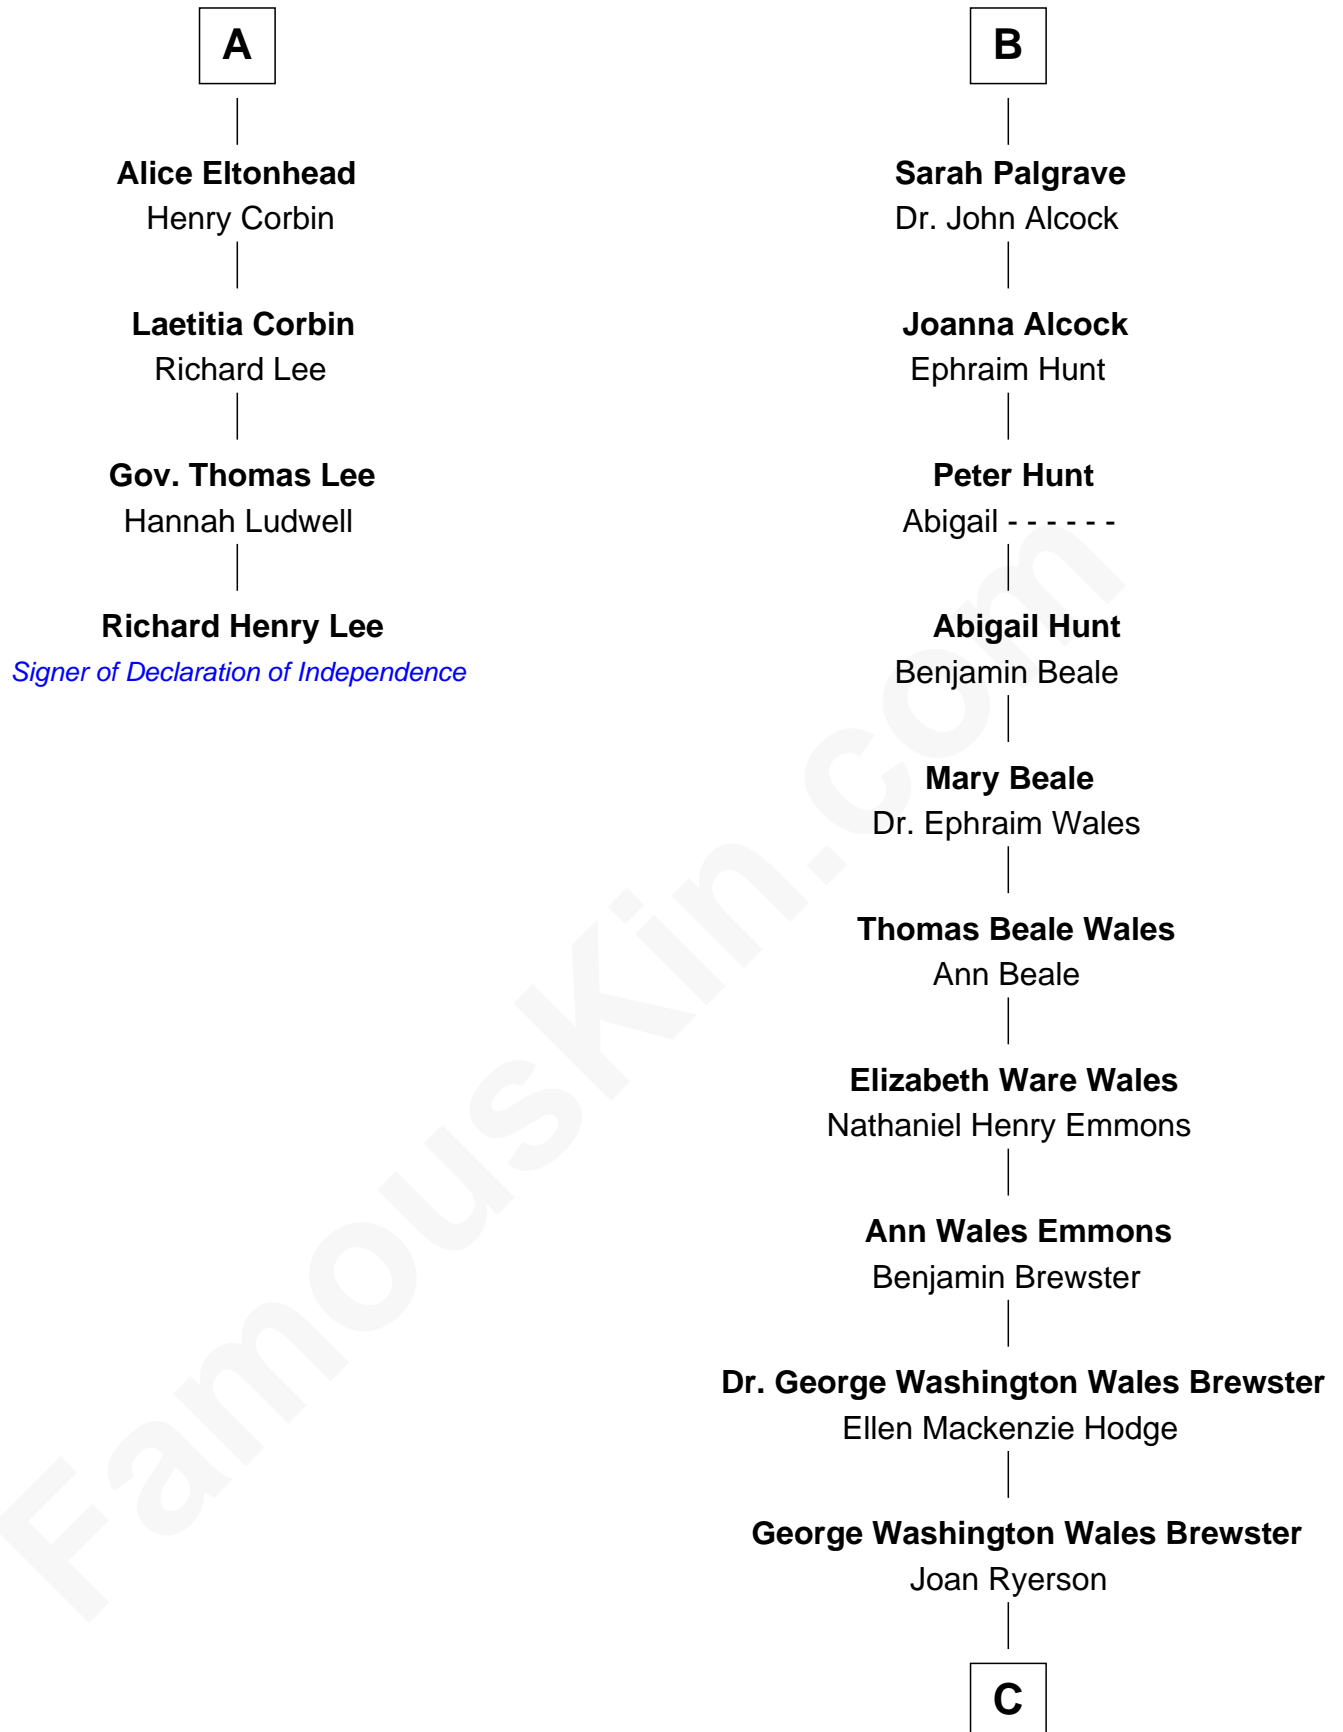 A
Alice Eltonhead
Henry Corbin
Laetitia Corbin
Richard Lee
Gov. Thomas Lee
Hannah Ludwell
Richard Henry Lee
Signer of Declaration of Independence
B
Sarah Palgrave
Dr. John Alcock
Joanna Alcock
Ephraim Hunt
Peter Hunt
Abigail - - - - - -
Abigail Hunt
Benjamin Beale
Mary Beale
Dr. Ephraim Wales
Thomas Beale Wales
Ann Beale
Elizabeth Ware Wales
Nathaniel Henry Emmons
Ann Wales Emmons
Benjamin Brewster
Dr. George Washington Wales Brewster
Ellen Mackenzie Hodge
George Washington Wales Brewster
Joan Ryerson
C
FamousKin.com